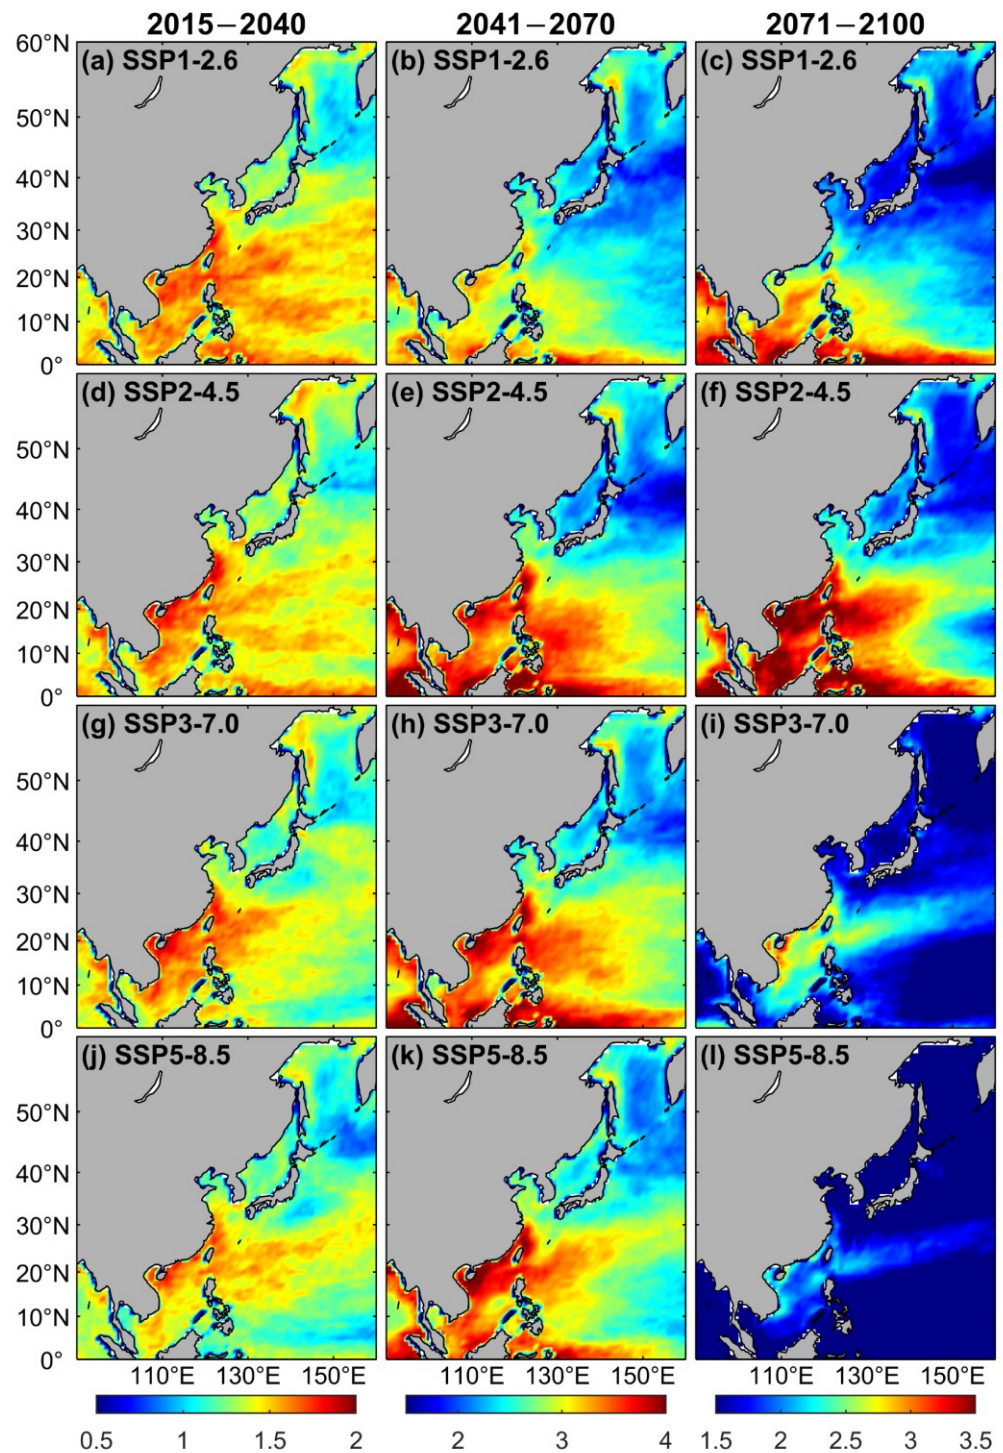 2015−2040 2041−2070 2071−2100
60°N (a) SSP1-2.6 (b) SSP1-2.6 (c) SSP1-2.6
50°N
40°N
30°N
20°N
10°N
0°
(d) SSP2-4.5 (e) SSP2-4.5 (f) SSP2-4.5
50°N
40°N
30°N
20°N
10°N
0°
(g) SSP3-7.0 (h) SSP3-7.0 (i) SSP3-7.0
50°N
40°N
30°N
20°N
10°N
0°
(j) SSP5-8.5 (k) SSP5-8.5 (l) SSP5-8.5
50°N
40°N
30°N
20°N
10°N
0°
110°E 130°E 150°E 110°E 130°E 150°E 110°E 130°E 150°E
0.5 1 1.5 2 2 3 4 1.5 2 2.5 3 3.5